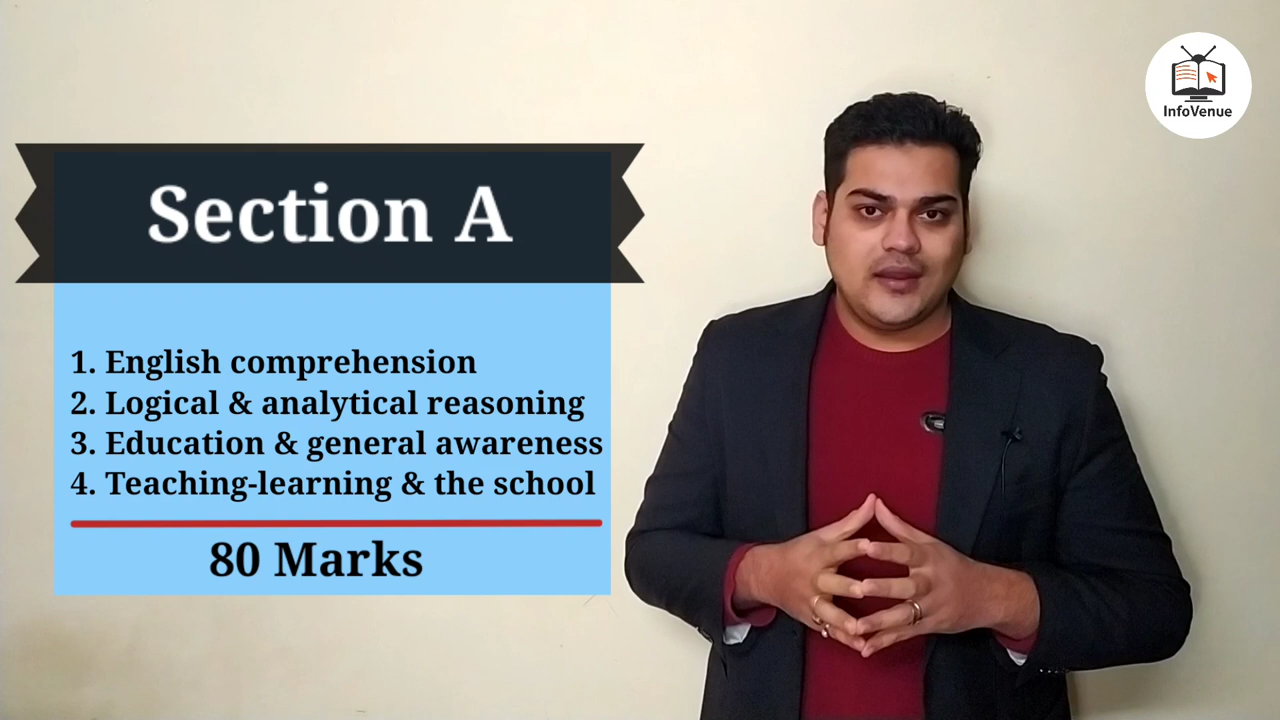 InfoVenue
Section A
1. English comprehension
2. Logical & analytical reasoning
3. Education & general awareness
4. Teaching-learning & the school
80 Marks